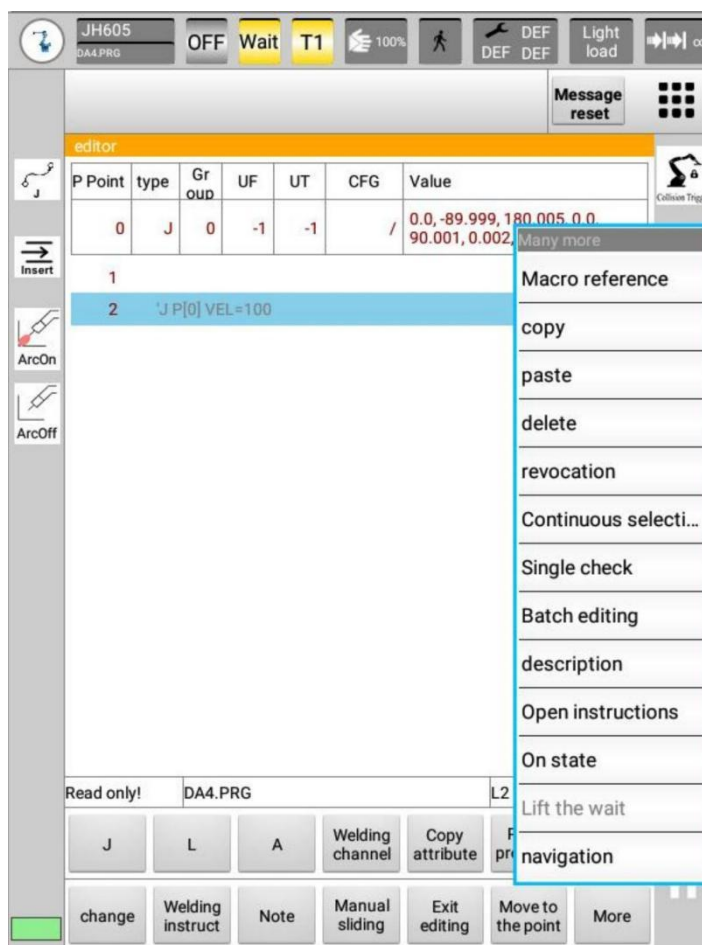 JH605
DA4.PRG
OFF
Wait
T1
100%
DEF
DEF DEF
Light
load
Message
reset
editor
P Point type Gr
oup UF UT CFG Value
0 J 0 -1 -1 / 0.0, -89.999, 180.005, 0.0,
90.001, 0.002,
J
Insert
ArcOn
ArcOff
Collision Trig
1
2 'J P[0] VEL=100
Many more
Macro reference
copy
paste
delete
revocation
Continuous selecti...
Single check
Batch editing
description
Open instructions
On state
Lift the wait
navigation
Read only! DA4.PRG L2
J
L
A
Welding
channel
Copy
attribute
change
Welding
instruct
Note
Manual
sliding
Exit
editing
Move to
the point
More